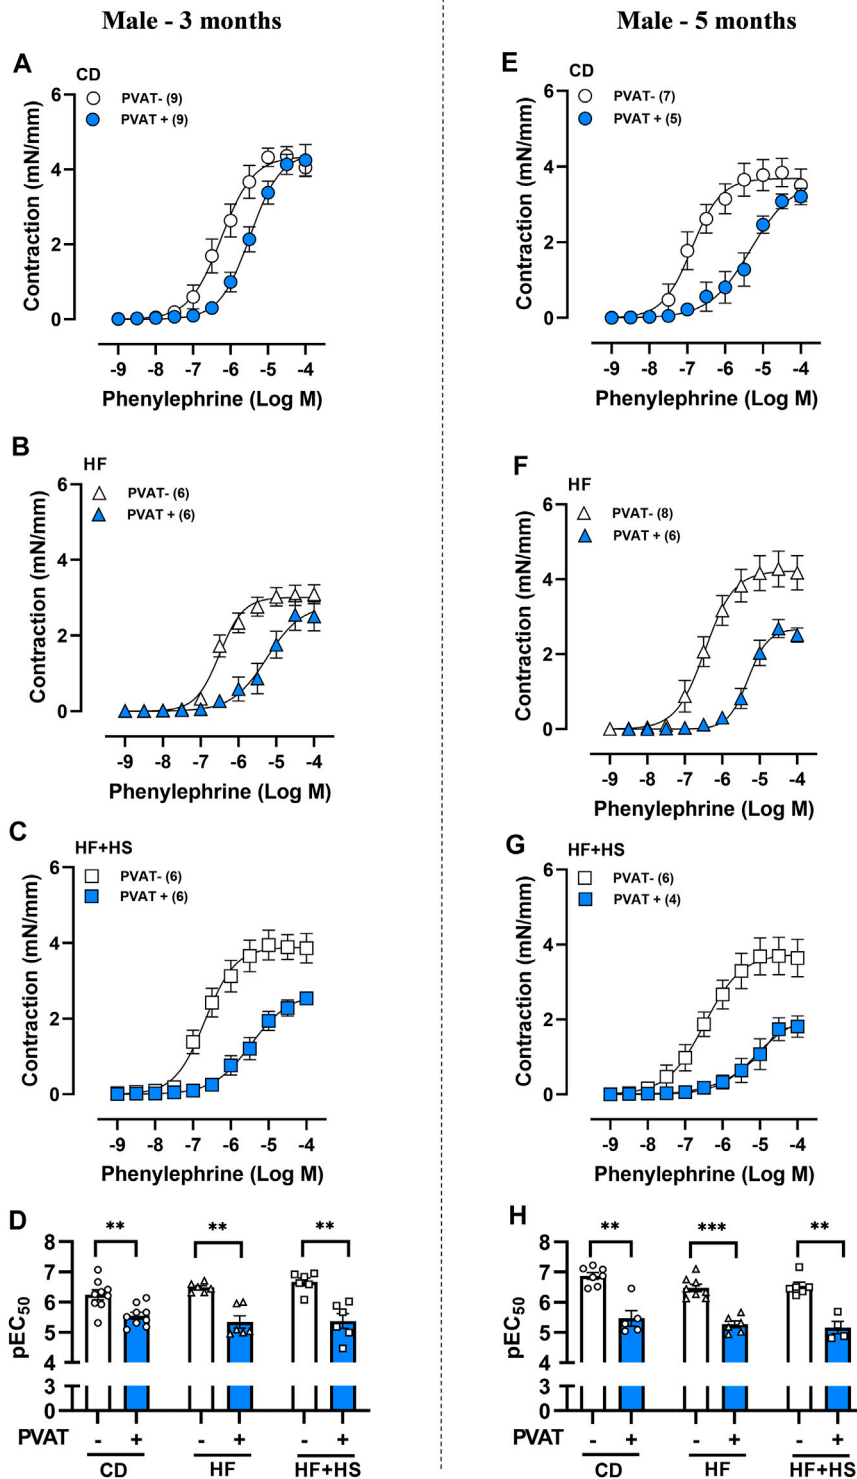 Male - 3 months
Male - 5 months
A
CD
PVAT- (9)
PVAT + (9)
Contraction (mN/mm)
6
4
2
0
-9 -8 -7 -6 -5 -4
Phenylephrine (Log M)
E
CD
PVAT- (7)
PVAT + (5)
Contraction (mN/mm)
6
4
2
0
-9 -8 -7 -6 -5 -4
Phenylephrine (Log M)
B
HF
PVAT- (6)
PVAT + (6)
Contraction (mN/mm)
6
4
2
0
-9 -8 -7 -6 -5 -4
Phenylephrine (Log M)
F
HF
PVAT- (8)
PVAT + (6)
Contraction (mN/mm)
6
4
2
0
-9 -8 -7 -6 -5 -4
Phenylephrine (Log M)
C
HF+HS
PVAT- (6)
PVAT + (6)
Contraction (mN/mm)
6
4
2
0
-9 -8 -7 -6 -5 -4
Phenylephrine (Log M)
G
HF+HS
PVAT- (6)
PVAT + (4)
Contraction (mN/mm)
6
4
2
0
-9 -8 -7 -6 -5 -4
Phenylephrine (Log M)
D
** ** **
pEC50
8
7
6
5
4
3
0
PVAT - + - + - +
CD HF HF+HS
H
** *** **
pEC50
8
7
6
5
4
3
0
PVAT - + - + - +
CD HF HF+HS